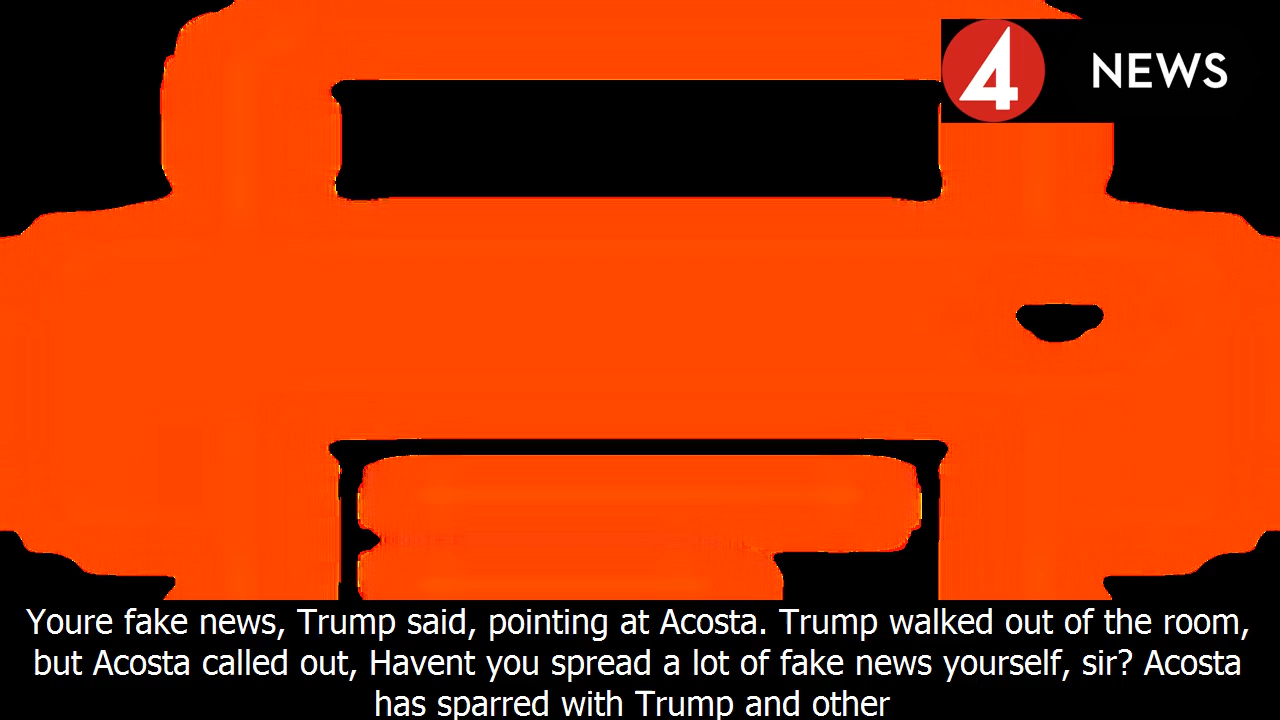 4 NEWS
Youre fake news, Trump said, pointing at Acosta. Trump walked out of the room,
but Acosta called out, Havent you spread a lot of fake news yourself, sir? Acosta
has sparred with Trump and other